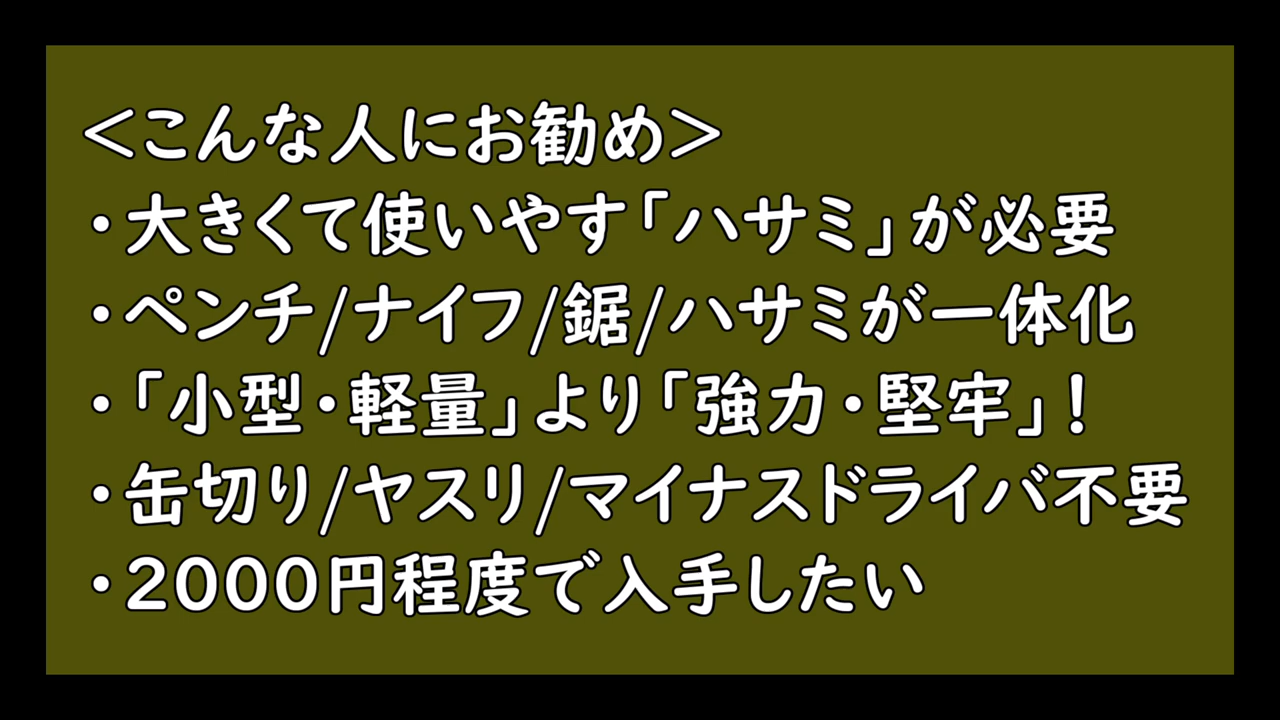 <こんな人にお勧め>
・大きくて使いやす「ハサミ」が必要
・ペンチ/ナイフ/鋸/ハサミが一体化
・「小型・軽量」より「強力・堅牢」!
・缶切り/ヤスリ/マイナスドライバ不要
・2000円程度で入手したい